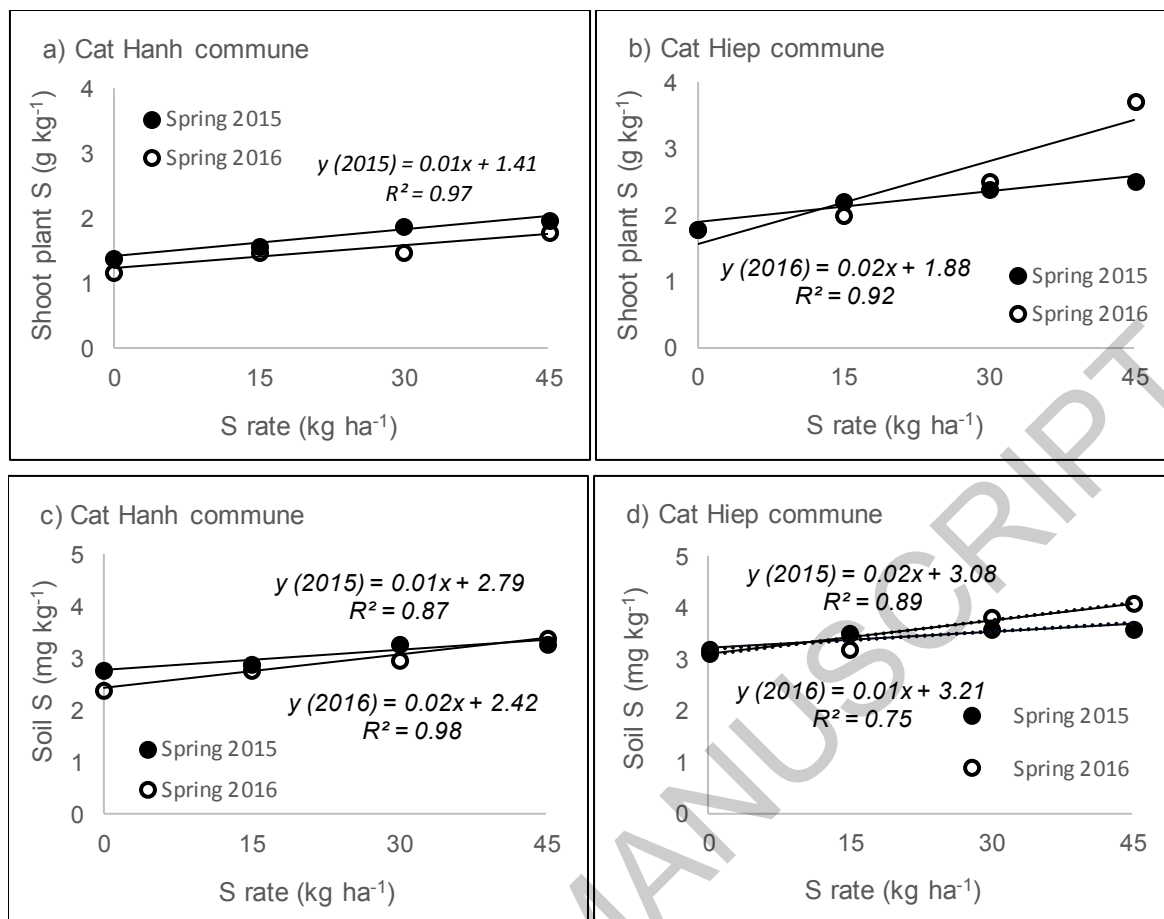 a) Cat Hanh commune
Shoot plant S (g kg⁻¹)
4
3
2
1
0
Spring 2015
Spring 2016
y (2015) = 0.01x + 1.41
R² = 0.97
0 15 30 45
S rate (kg ha⁻¹)
b) Cat Hiep commune
Shoot plant S (g kg⁻¹)
4
3
2
1
0
y (2016) = 0.02x + 1.88
R² = 0.92
Spring 2015
Spring 2016
0 15 30 45
S rate (kg ha⁻¹)
c) Cat Hanh commune
Soil S (mg kg⁻¹)
5
4
3
2
1
0
y (2015) = 0.01x + 2.79
R² = 0.87
y (2016) = 0.02x + 2.42
R² = 0.98
Spring 2015
Spring 2016
0 15 30 45
S rate (kg ha⁻¹)
d) Cat Hiep commune
Soil S (mg kg⁻¹)
5
4
3
2
1
0
y (2015) = 0.02x + 3.08
R² = 0.89
y (2016) = 0.01x + 3.21
R² = 0.75
Spring 2015
Spring 2016
0 15 30 45
S rate (kg ha⁻¹)
MANUSCRIPT